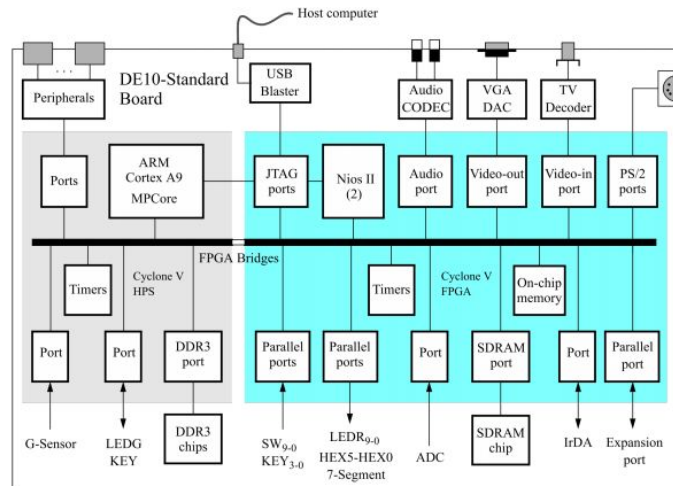 Host computer
DE10-Standard
Board
Peripherals
USB
Blaster
Audio
CODEC
VGA
DAC
TV
Decoder
Ports
ARM
Cortex A9
MPCore
JTAG
ports
Nios II
(2)
Audio
port
Video-out
port
Video-in
port
PS/2
ports
FPGA Bridges
Timers
Cyclone V
HPS
Timers
Cyclone V
FPGA
On-chip
memory
Port
Port
DDR3
port
Parallel
ports
Parallel
ports
Port
SDRAM
port
Port
Parallel
port
G-Sensor
LEDG
KEY
DDR3
chips
SW9-0
KEY3-0
LEDR9-0
HEX5-HEX0
7-Segment
ADC
SDRAM
chip
IrDA
Expansion
port